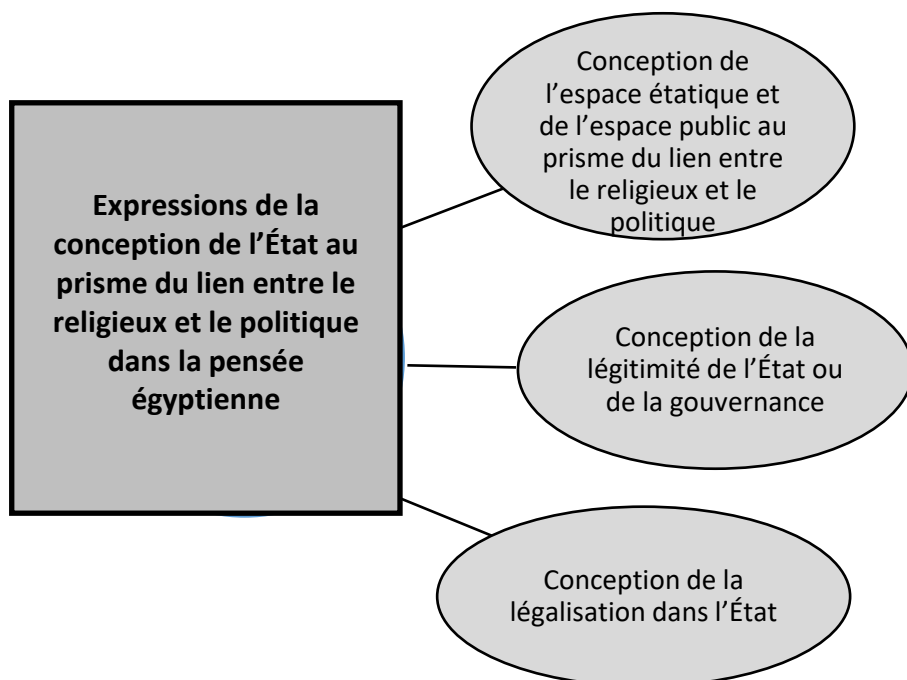 Expressions de la
conception de l’État au
prisme du lien entre le
religieux et le politique
dans la pensée
égyptienne
Conception de
l’espace étatique et
de l’espace public au
prisme du lien entre
le religieux et le
politique
Conception de la
légitimité de l’État ou
de la gouvernance
Conception de la
légalisation dans l’État